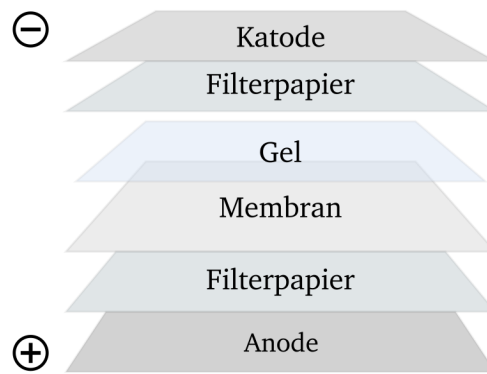 ⊖
Katode
Filterpapier
Gel
Membran
Filterpapier
⊕
Anode